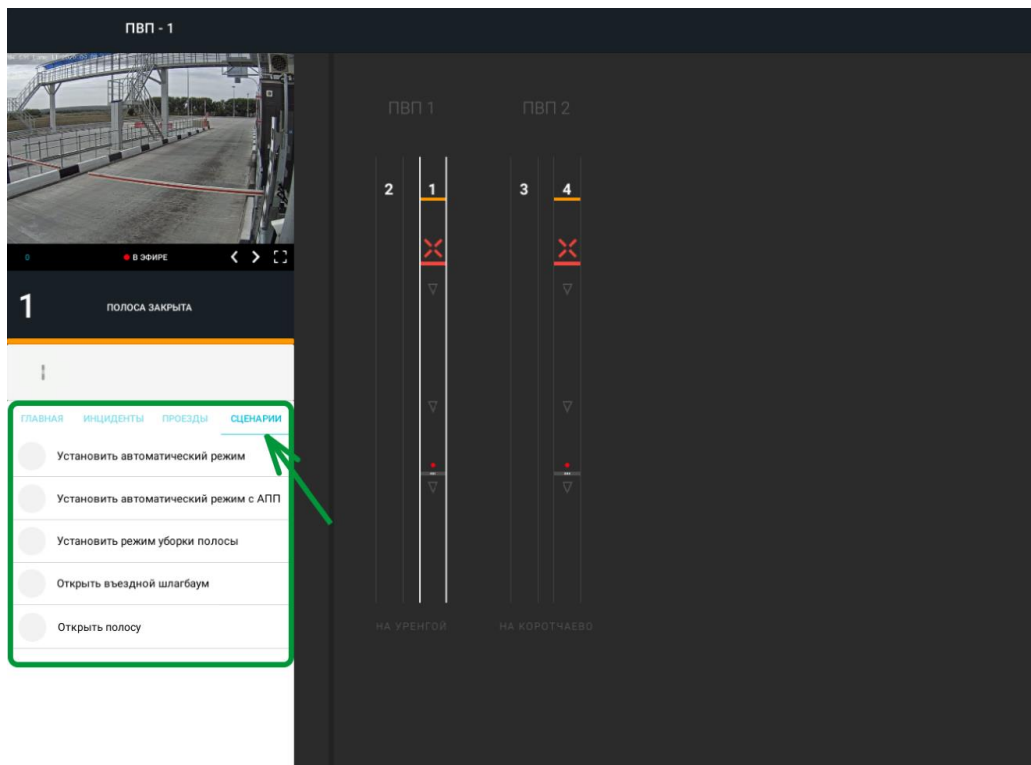 ПВП - 1
ПВП 1
ПВП 2
2
1
3
4
0
В ЭФИРЕ
1
ПОЛОСА ЗАКРЫТА
ГЛАВНАЯ
ИНЦИДЕНТЫ
ПРОЕЗДЫ
СЦЕНАРИИ
Установить автоматический режим
Установить автоматический режим с АПП
Установить режим уборки полосы
Открыть въездной шлагбаум
Открыть полосу
НА УРЕНГОЙ
НА КОРОТЧАЕВО